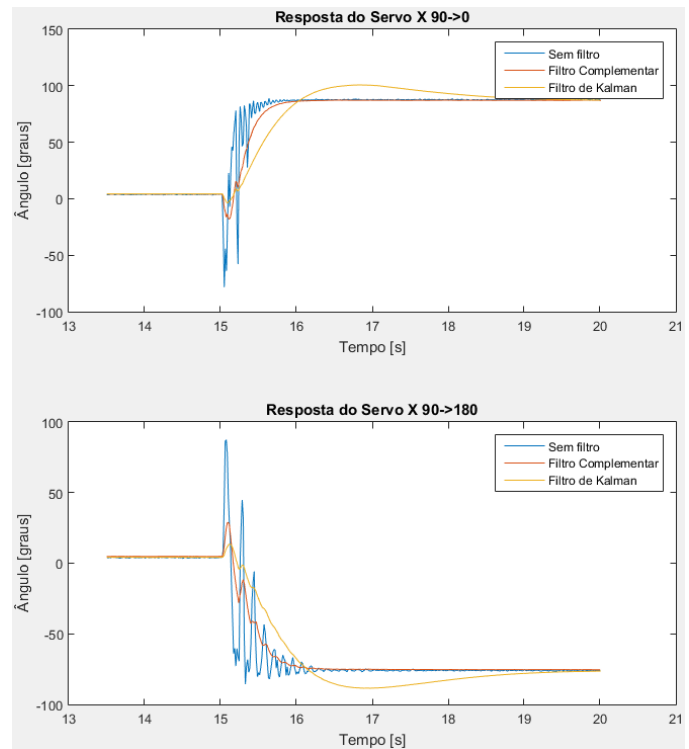 Resposta do Servo X 90->0
150
100
50
0
-50
-100
Ângulo [graus]
Sem filtro
Filtro Complementar
Filtro de Kalman
13 14 15 16 17 18 19 20 21
Tempo [s]
Resposta do Servo X 90->180
100
50
0
-50
-100
Ângulo [graus]
Sem filtro
Filtro Complementar
Filtro de Kalman
13 14 15 16 17 18 19 20 21
Tempo [s]